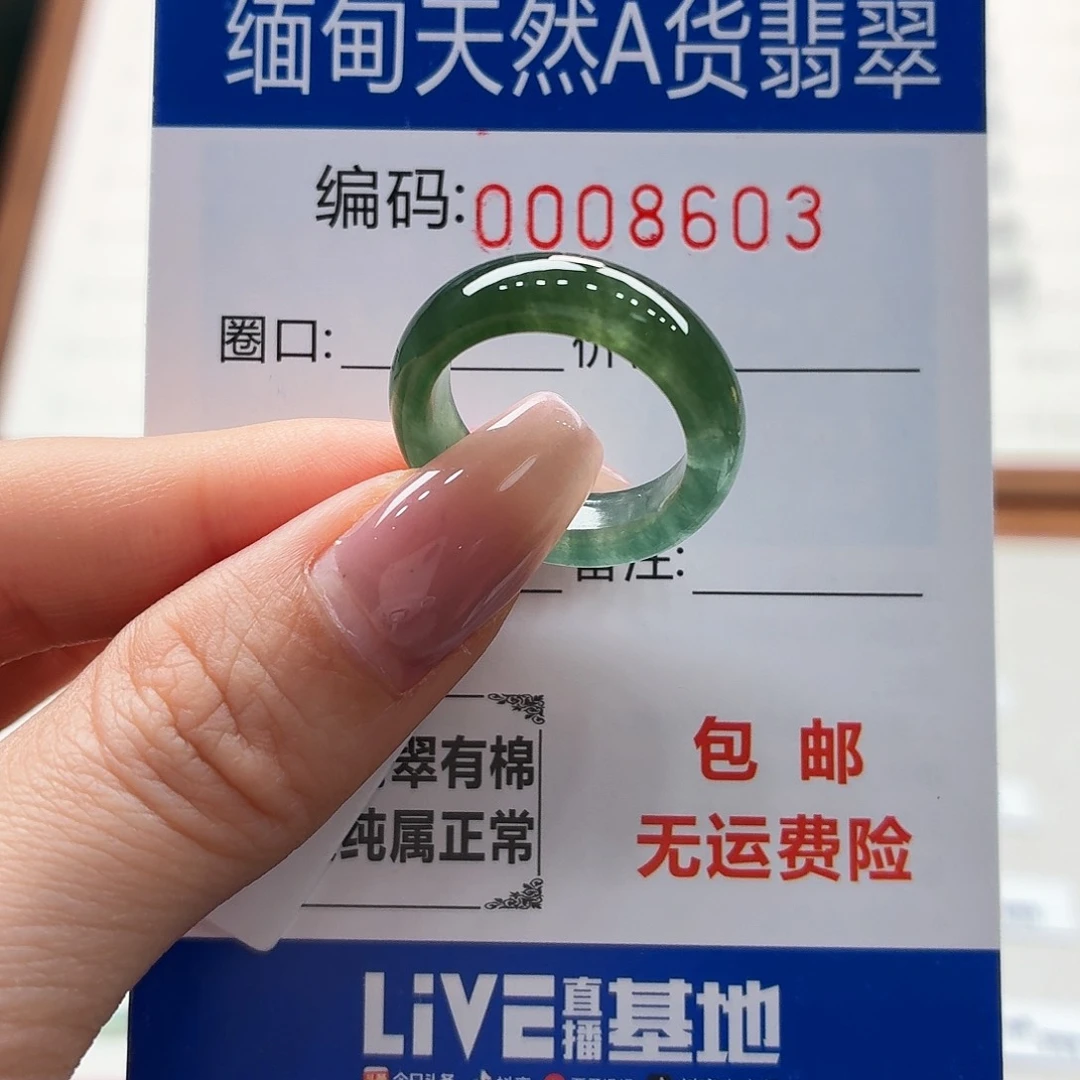 缅甸天然A货翡翠
编码:0008603
圈口:
备注:
翠有棉
纯属正常
包邮
无运费险
LiVE直播基地